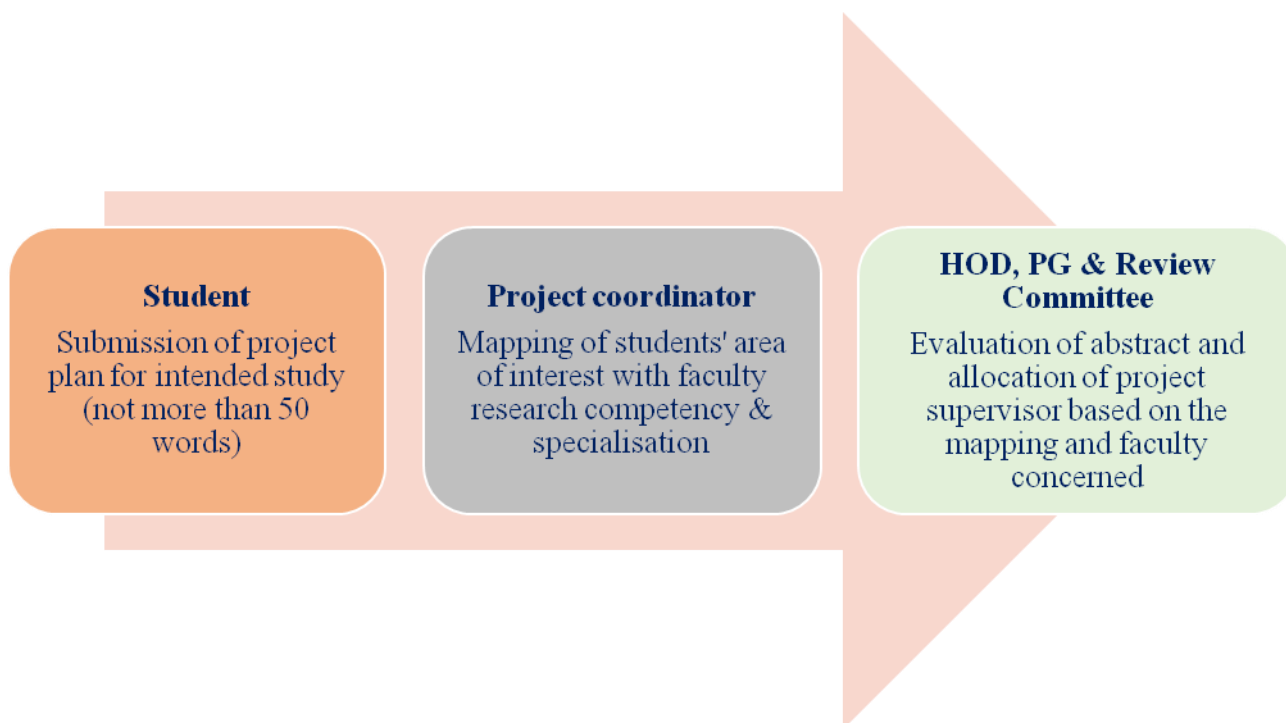 Student
Submission of project
plan for intended study
(not more than 50
words)
Project coordinator
Mapping of students' area
of interest with faculty
research competency &
specialisation
HOD, PG & Review
Committee
Evaluation of abstract and
allocation of project
supervisor based on the
mapping and faculty
concerned